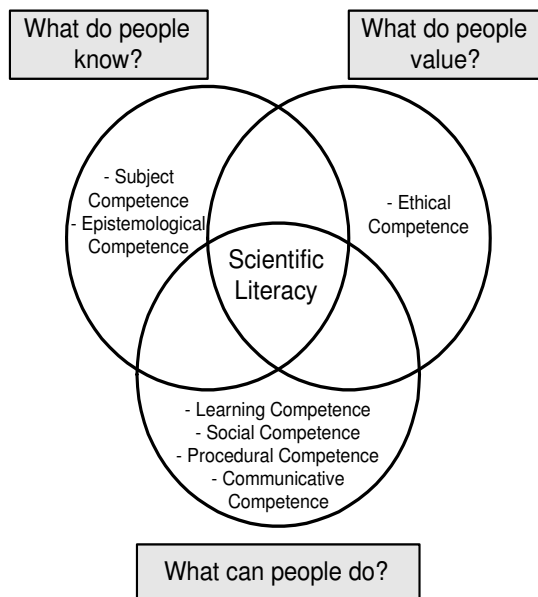 What do people
know?
What do people
value?
- Subject
Competence
- Epistemological
Competence
- Ethical
Competence
Scientific
Literacy
- Learning Competence
- Social Competence
- Procedural Competence
- Communicative
Competence
What can people do?